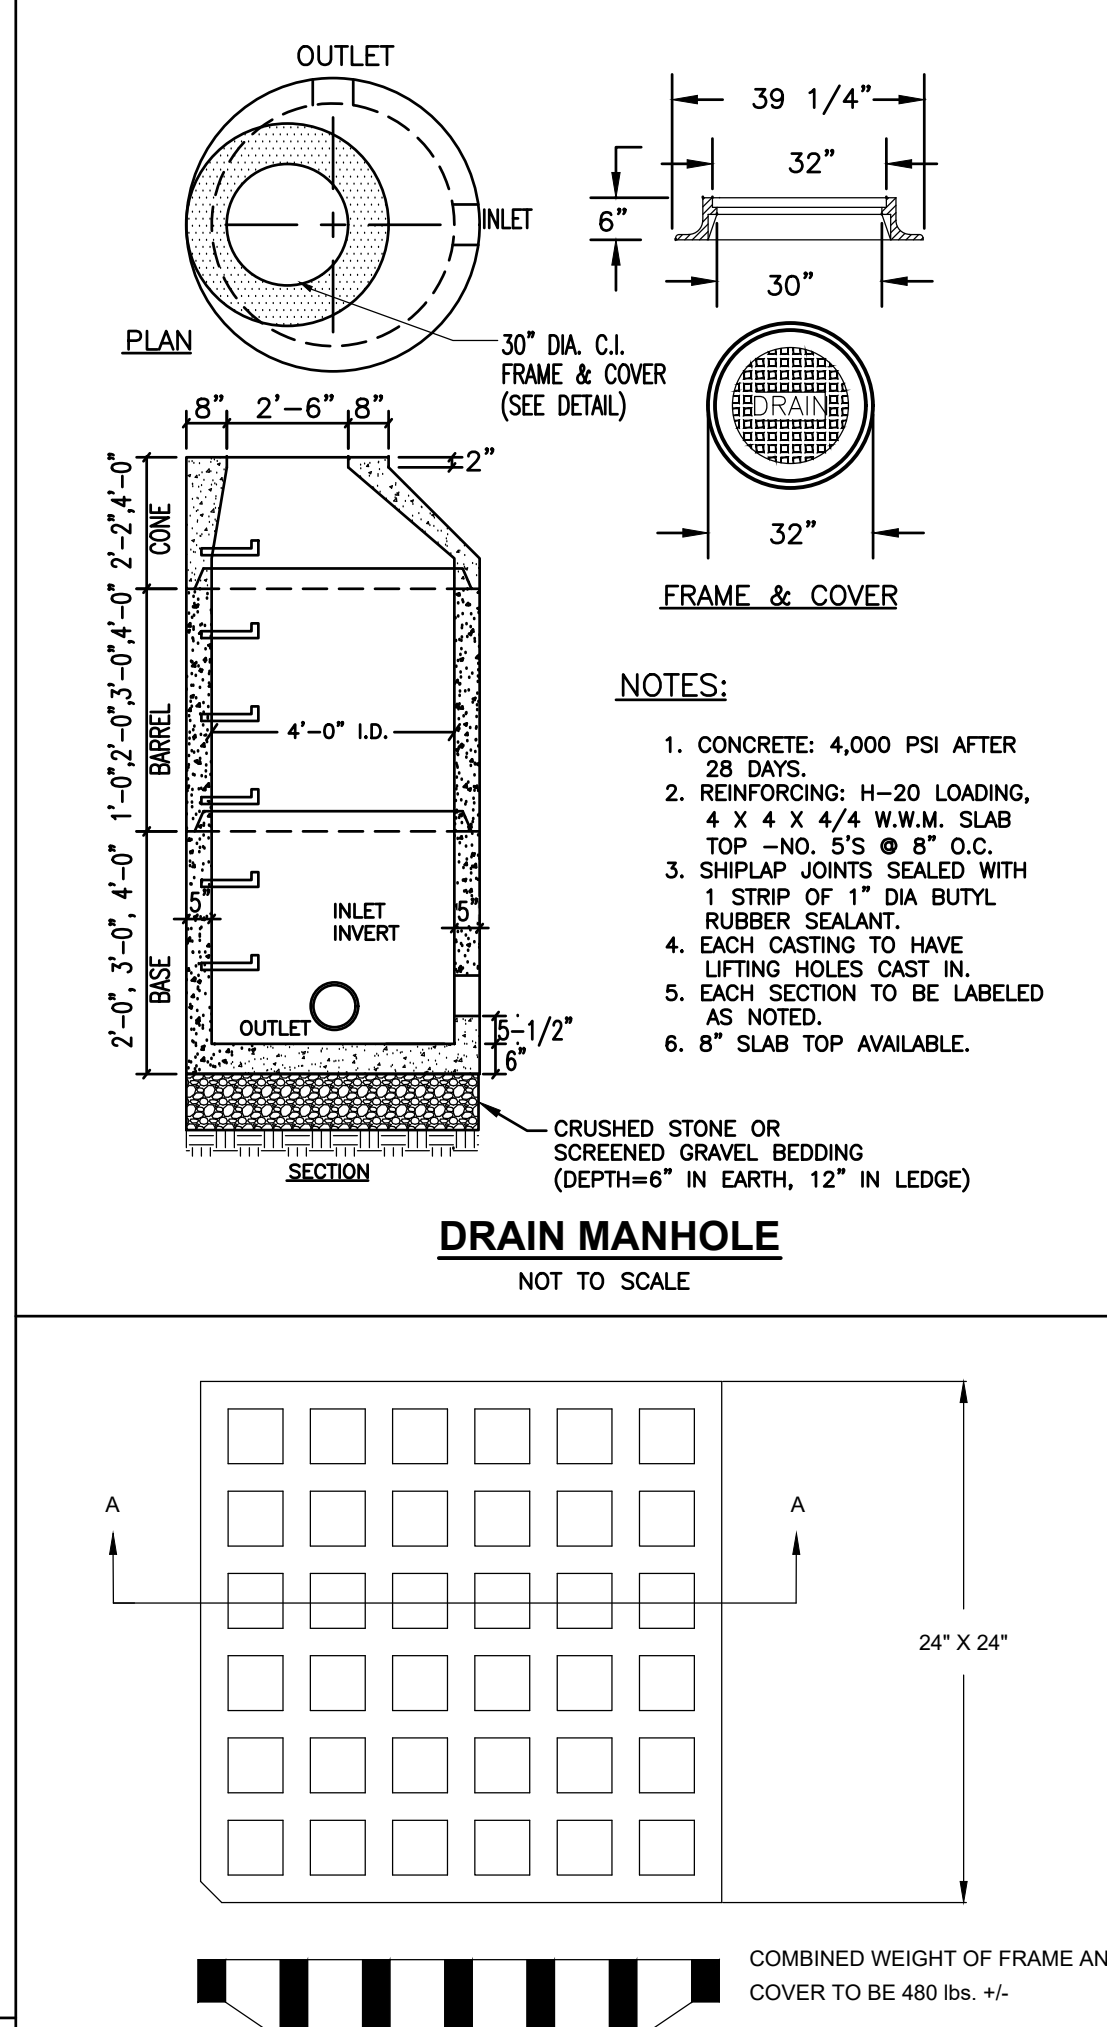 OUTLET
INLET
PLAN
30" DIA. C.I.
FRAME & COVER
(SEE DETAIL)
39 1/4"
32"
6"
30"
DRAIN
32"
FRAME & COVER
8" 2'-6" 8"
2"
2'-2",4'-0"
CONE
1'-0",2'-0",3'-0",4'-0"
BARREL
4'-0" I.D.
2'-0", 3'-0", 4'-0"
BASE
5"
5"
INLET
INVERT
OUTLET
5-1/2"
6"
SECTION
CRUSHED STONE OR
SCREENED GRAVEL BEDDING
(DEPTH=6" IN EARTH, 12" IN LEDGE)
NOTES:
1. CONCRETE: 4,000 PSI AFTER
28 DAYS.
2. REINFORCING: H-20 LOADING,
4 X 4 X 4/4 W.W.M. SLAB
TOP -NO. 5'S @ 8" O.C.
3. SHIPLAP JOINTS SEALED WITH
1 STRIP OF 1" DIA BUTYL
RUBBER SEALANT.
4. EACH CASTING TO HAVE
LIFTING HOLES CAST IN.
5. EACH SECTION TO BE LABELED
AS NOTED.
6. 8" SLAB TOP AVAILABLE.
DRAIN MANHOLE
NOT TO SCALE
A
A
24" X 24"
COMBINED WEIGHT OF FRAME AN
COVER TO BE 480 lbs. +/-